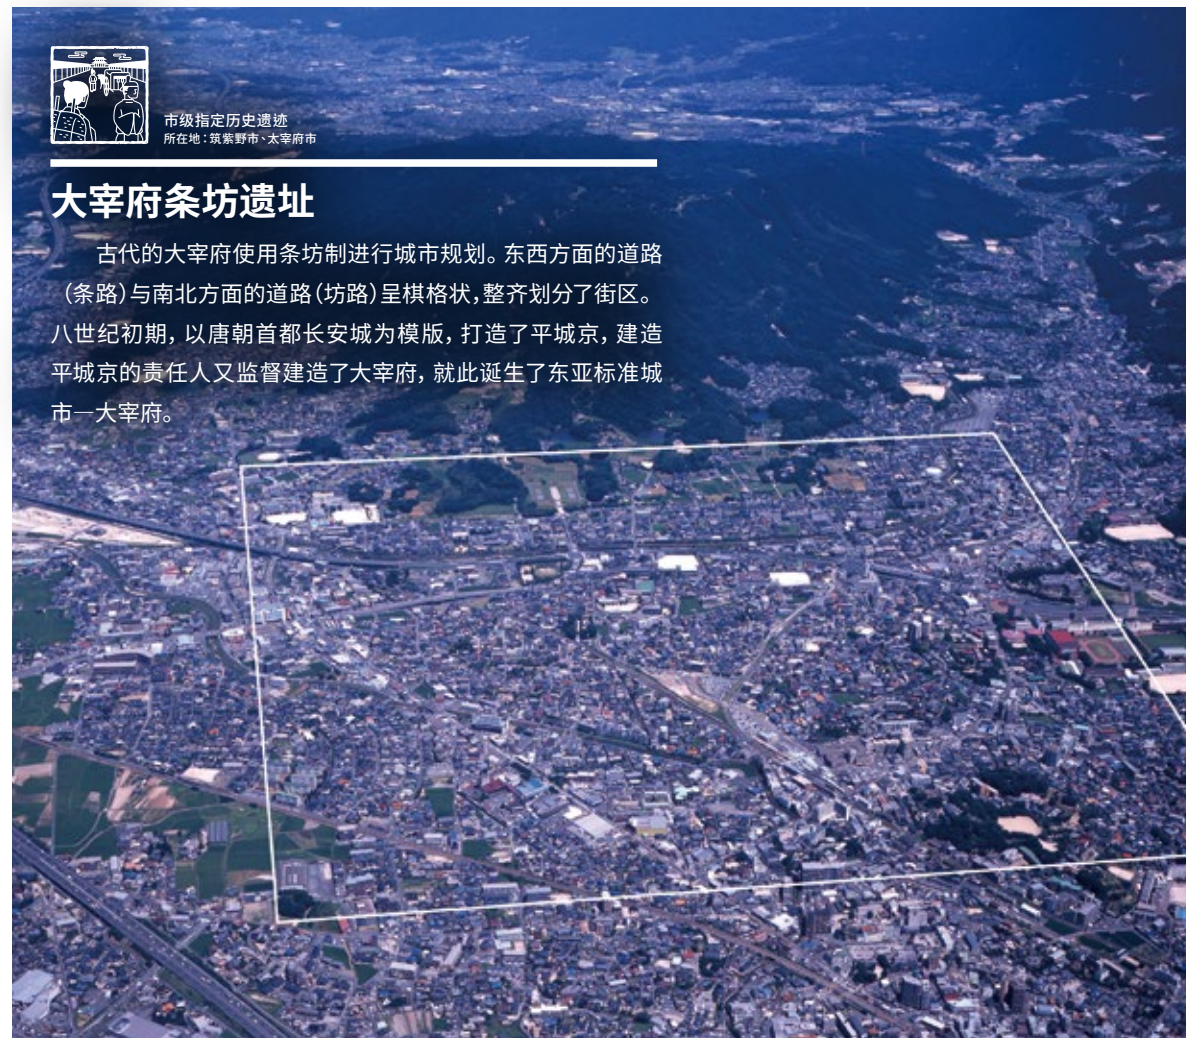 市级指定历史遗迹
所在地：筑紫野市、太宰府市
大宰府条坊遗址
古代的大宰府使用条坊制进行城市规划。东西方面的道路
（条路）与南北方面的道路（坊路）呈棋格状，整齐划分了街区。
八世纪初期，以唐朝首都长安城为模版，打造了平城京，建造
平城京的责任人又监督建造了大宰府，就此诞生了东亚标准城
市—大宰府。